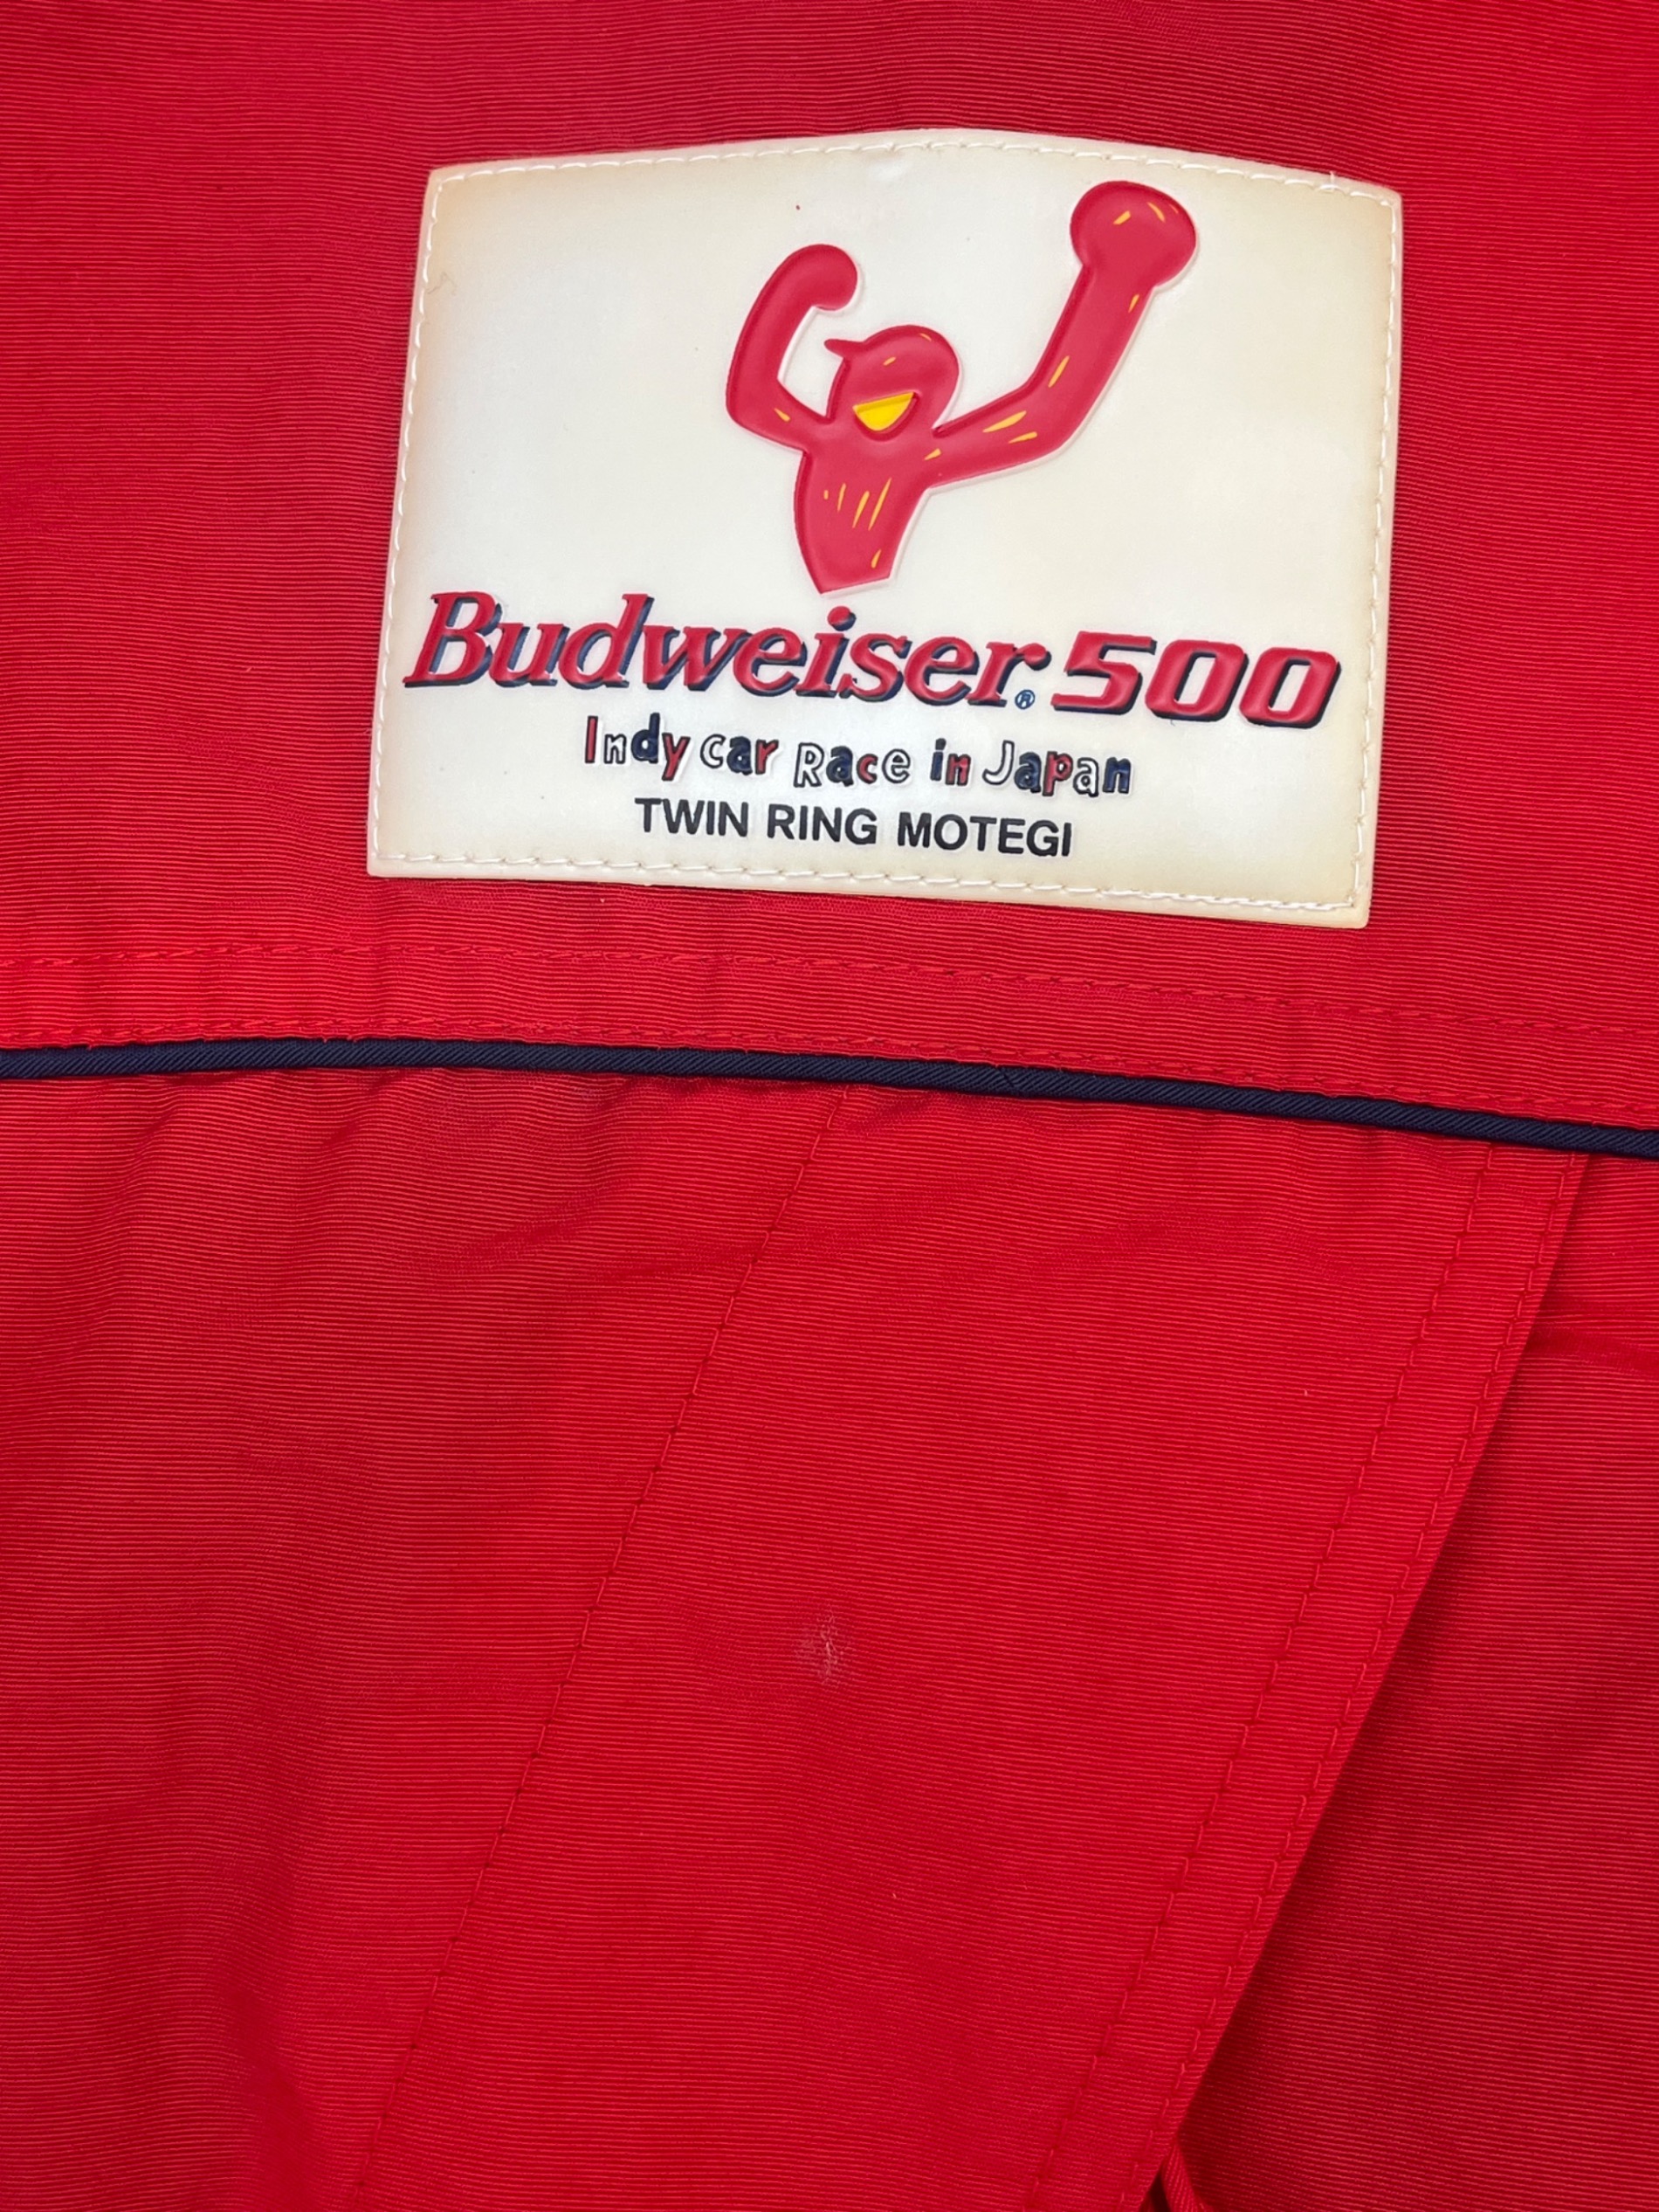 Budweiser® 500
Indy car Race in Japan
TWIN RING MOTEGI